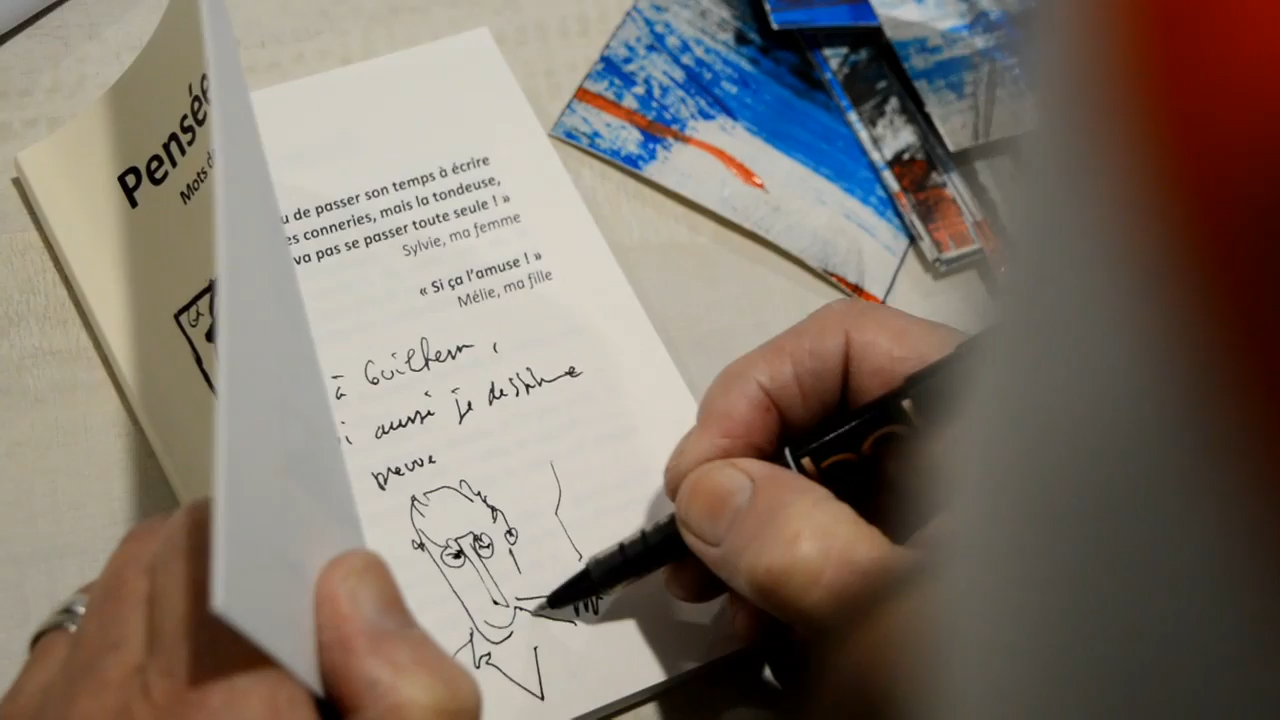 Pensée
Mots d
u de passer son temps à écrire
es conneries, mais la tondeuse,
va pas se passer toute seule ! »
Sylvie, ma femme
« Si ça l'amuse ! »
Mélie, ma fille
à Guilhem,
i aussi je dessine
preuve